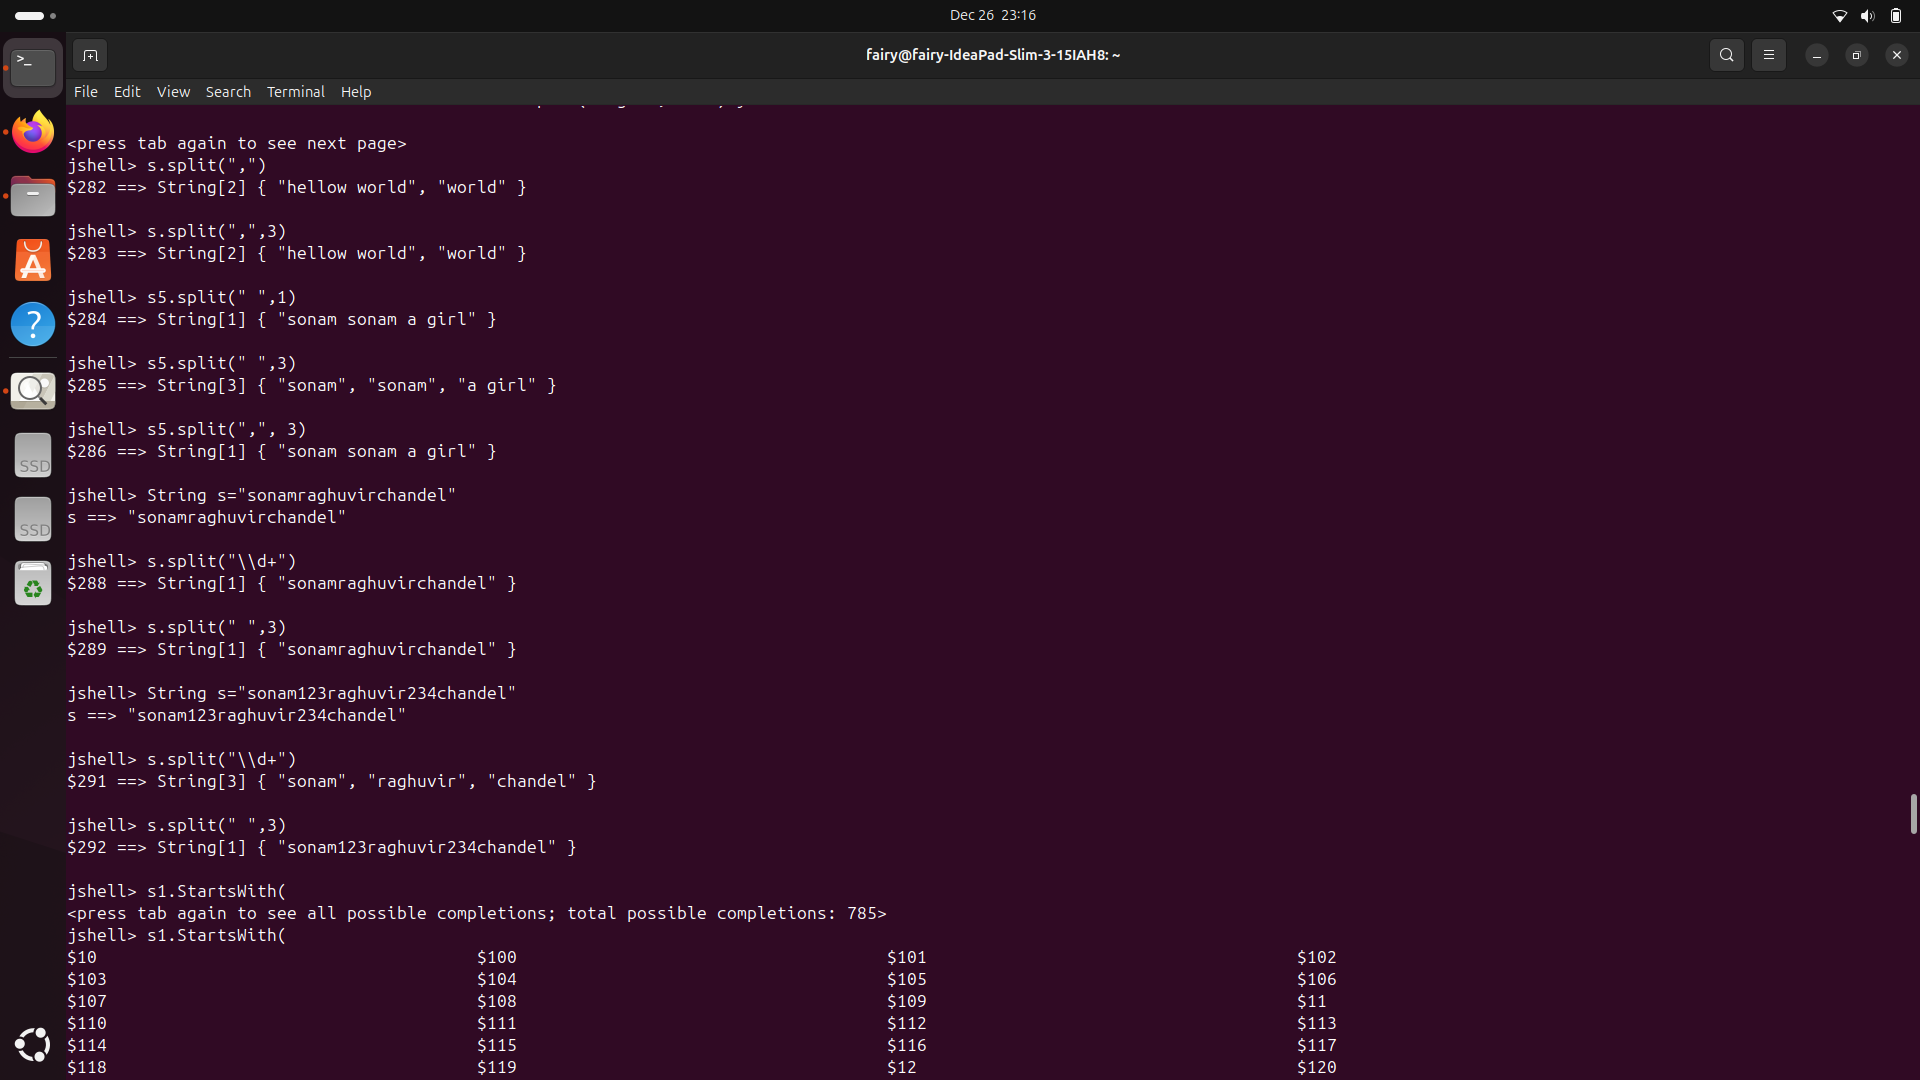 Dec 26 23:16
fairy@fairy-IdeaPad-Slim-3-15IAH8: ~
File Edit View Search Terminal Help
<press tab again to see next page>
jshell> s.split(",")
$282 ==> String[2] { "hellow world", "world" }
jshell> s.split(",",3)
$283 ==> String[2] { "hellow world", "world" }
jshell> s5.split(" ",1)
$284 ==> String[1] { "sonam sonam a girl" }
jshell> s5.split(" ",3)
$285 ==> String[3] { "sonam", "sonam", "a girl" }
jshell> s5.split(",", 3)
$286 ==> String[1] { "sonam sonam a girl" }
jshell> String s="sonamraghuvirchandel"
s ==> "sonamraghuvirchandel"
jshell> s.split("\\d+")
$288 ==> String[1] { "sonamraghuvirchandel" }
jshell> s.split(" ",3)
$289 ==> String[1] { "sonamraghuvirchandel" }
jshell> String s="sonam123raghuvir234chandel"
s ==> "sonam123raghuvir234chandel"
jshell> s.split("\\d+")
$291 ==> String[3] { "sonam", "raghuvir", "chandel" }
jshell> s.split(" ",3)
$292 ==> String[1] { "sonam123raghuvir234chandel" }
jshell> s1.StartsWith(
<press tab again to see all possible completions; total possible completions: 785>
jshell> s1.StartsWith(
$10 $100 $101 $102
$103 $104 $105 $106
$107 $108 $109 $11
$110 $111 $112 $113
$114 $115 $116 $117
$118 $119 $12 $120
SSD
SSD